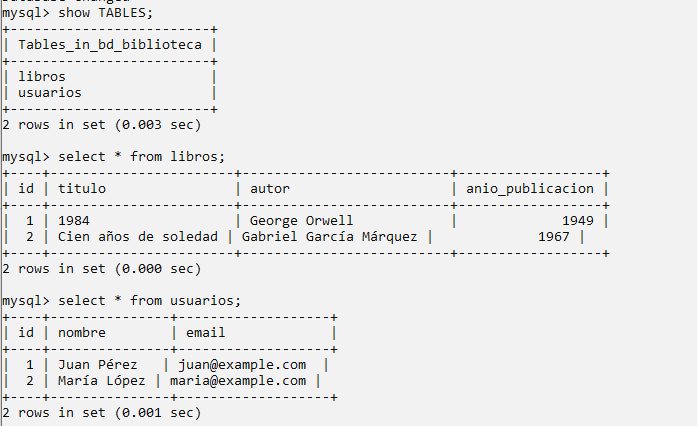 mysql> show TABLES;
+-------------------------+
| Tables_in_bd_biblioteca |
+-------------------------+
| libros                  |
| usuarios                |
+-------------------------+
2 rows in set (0.003 sec)
mysql> select * from libros;
+----+-----------------------+--------------------------+------------------+
| id | titulo                | autor                    | anio_publicacion |
+----+-----------------------+--------------------------+------------------+
|  1 | 1984                  | George Orwell            |             1949 |
|  2 | Cien años de soledad | Gabriel García Márquez |             1967 |
+----+-----------------------+--------------------------+------------------+
2 rows in set (0.000 sec)
mysql> select * from usuarios;
+----+---------------+-------------------+
| id | nombre        | email             |
+----+---------------+-------------------+
|  1 | Juan Pérez   | juan@example.com  |
|  2 | María López | maria@example.com |
+----+---------------+-------------------+
2 rows in set (0.001 sec)